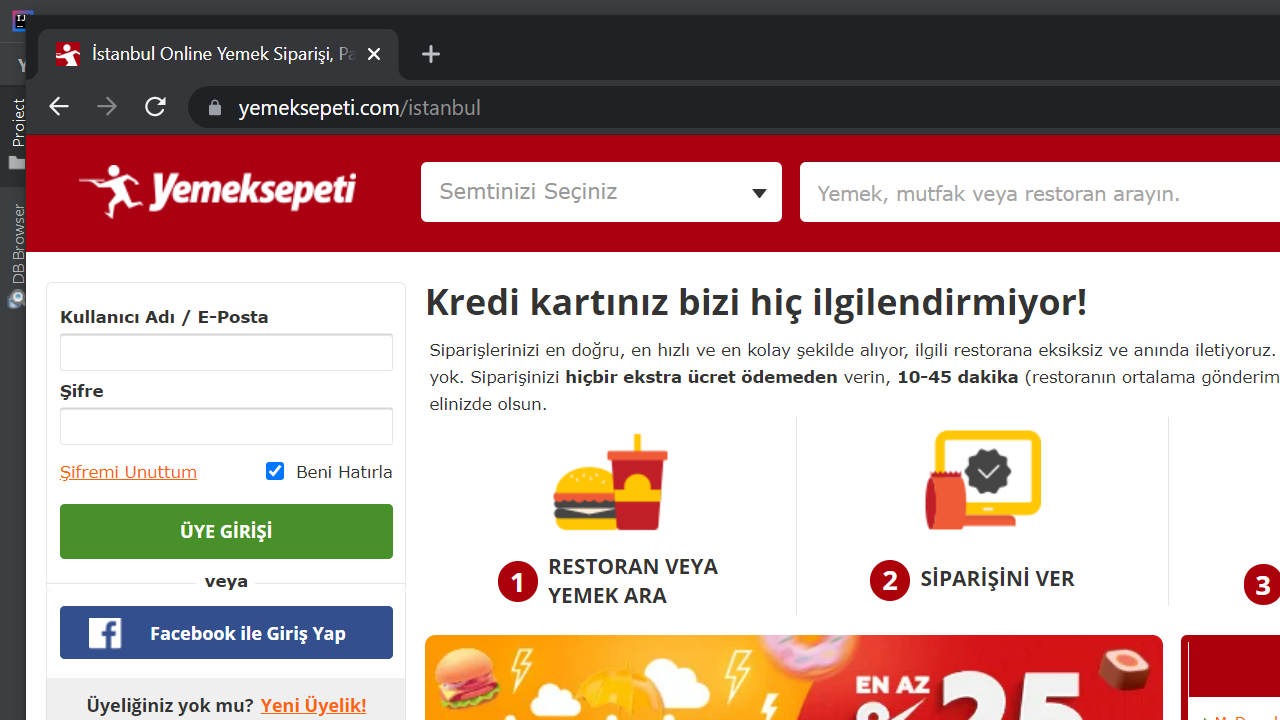 IJ
İstanbul Online Yemek Siparişi, Pa
yemeksepeti.com/istanbul
Y
Project
DB Browser
Yemeksepeti
Semtinizi Seçiniz
Yemek, mutfak veya restoran arayın.
Kullanıcı Adı / E-Posta
Şifre
Şifremi Unuttum
Beni Hatırla
ÜYE GİRİŞİ
veya
Facebook ile Giriş Yap
Üyeliğiniz yok mu? Yeni Üyelik!
Kredi kartınız bizi hiç ilgilendirmiyor!
Siparişlerinizi en doğru, en hızlı ve en kolay şekilde alıyor, ilgili restorana eksiksiz ve anında iletiyoruz.
yok. Siparişinizi hiçbir ekstra ücret ödemeden verin, 10-45 dakika (restoranın ortalama gönderim
elinizde olsun.
1 RESTORAN VEYA
YEMEK ARA
2 SİPARİŞİNİ VER
3
EN AZ
%25